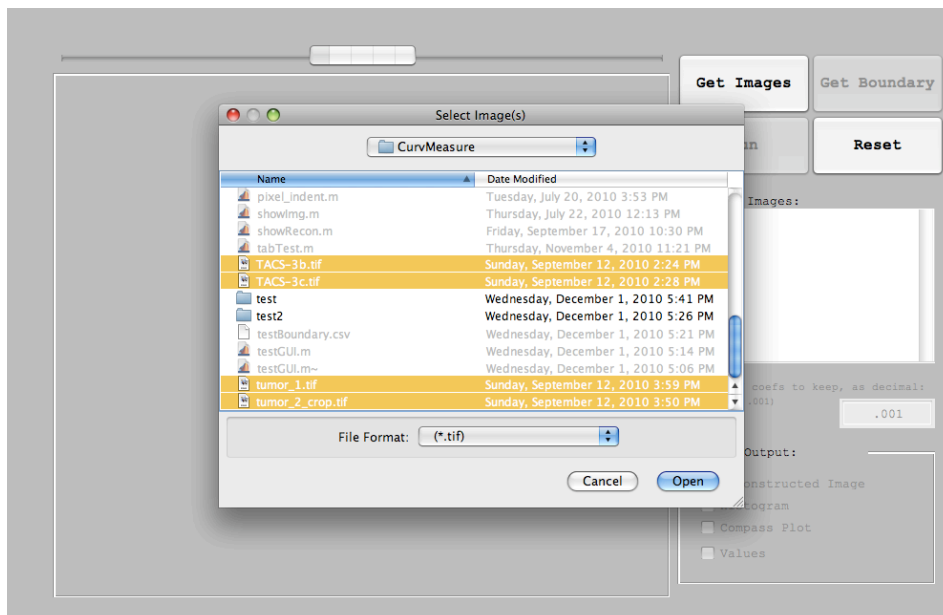 Get Images
Get Boundary
Select Image(s)
CurvMeasure
Reset
Name Date Modified
Images:
pixel_indent.m Tuesday, July 20, 2010 3:53 PM
showImg.m Thursday, July 22, 2010 12:13 PM
showRecon.m Friday, September 17, 2010 10:30 PM
tabTest.m Thursday, November 4, 2010 11:21 PM
TACS-3b.tif Sunday, September 12, 2010 2:24 PM
TACS-3c.tif Sunday, September 12, 2010 2:28 PM
test Wednesday, December 1, 2010 5:41 PM
test2 Wednesday, December 1, 2010 5:26 PM
testBoundary.csv Wednesday, December 1, 2010 5:21 PM
testGUI.m Wednesday, December 1, 2010 5:14 PM
testGUI.m~ Wednesday, December 1, 2010 5:06 PM
tumor_1.tif Sunday, September 12, 2010 3:59 PM
tumor_2_crop.tif Sunday, September 12, 2010 3:50 PM
coefs to keep, as decimal:
.001)
.001
File Format: (*.tif)
Output:
Cancel Open
Image
Compass Plot
Values